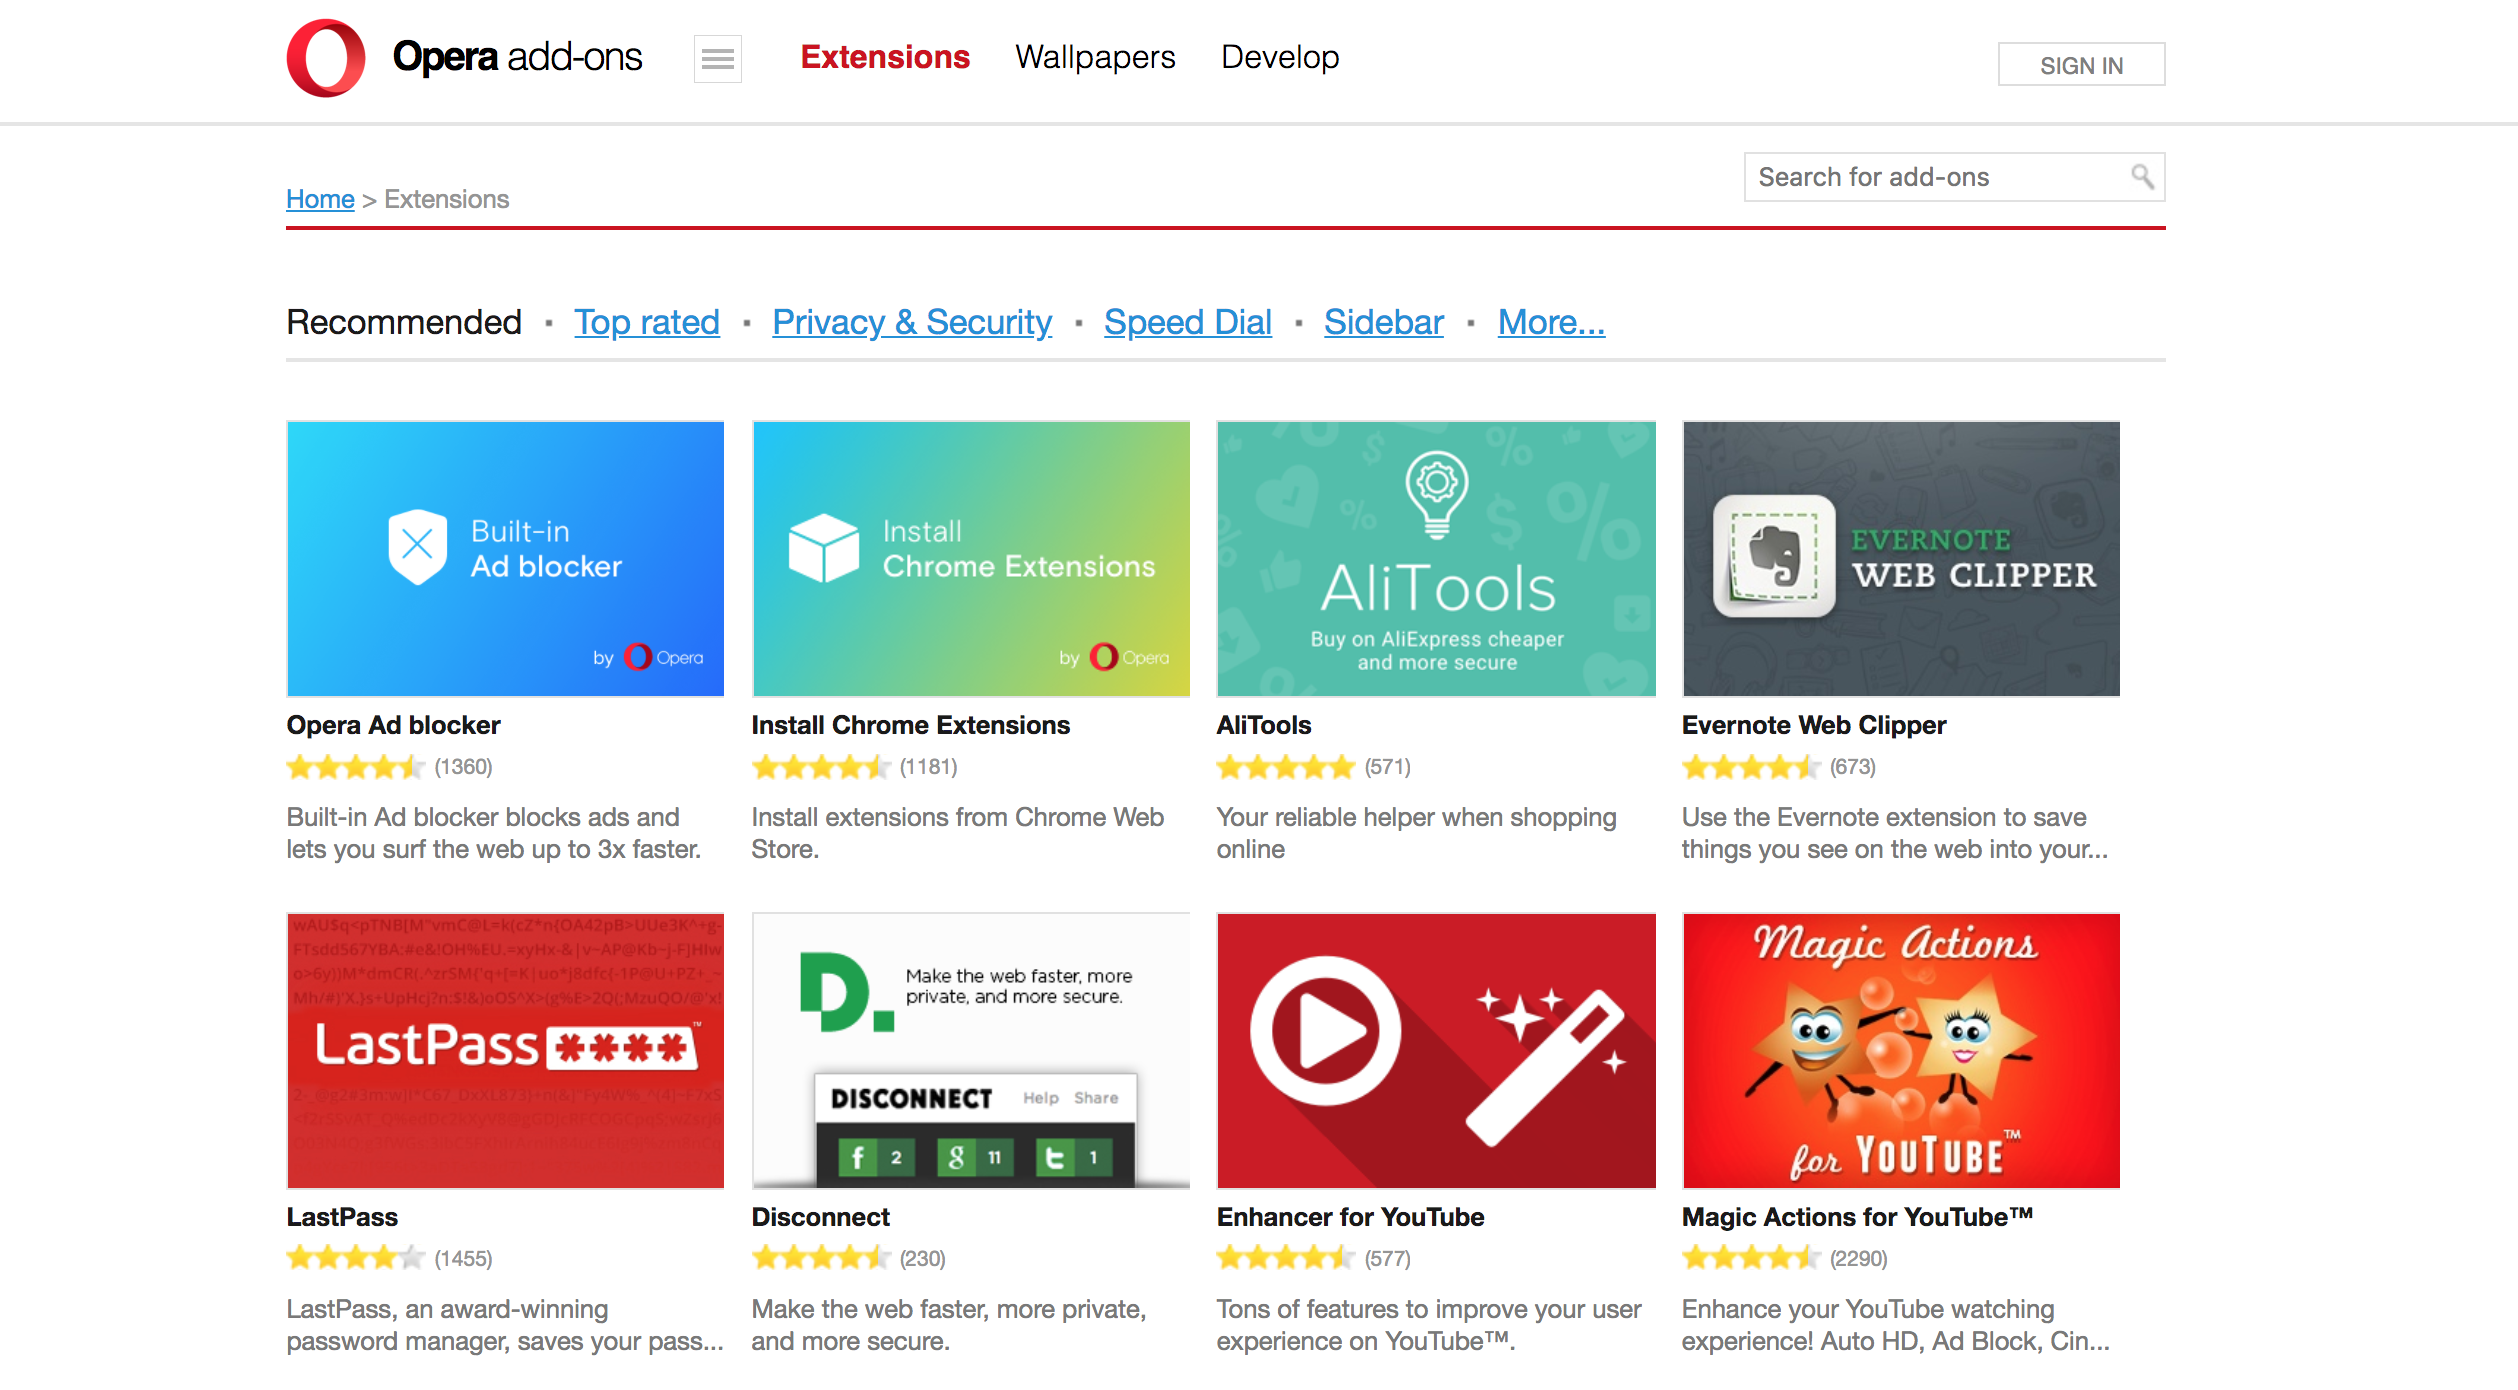 Opera add-ons
Extensions
Wallpapers
Develop
SIGN IN
Home > Extensions
Search for add-ons
Recommended · Top rated · Privacy & Security · Speed Dial · Sidebar · More...
Built-in
Ad blocker
by Opera
Install
Chrome Extensions
by Opera
AliTools
Buy on AliExpress cheaper
and more secure
EVERNOTE
WEB CLIPPER
Opera Ad blocker
(1360)
Built-in Ad blocker blocks ads and
lets you surf the web up to 3x faster.
Install Chrome Extensions
(1181)
Install extensions from Chrome Web
Store.
AliTools
(571)
Your reliable helper when shopping
online
Evernote Web Clipper
(673)
Use the Evernote extension to save
things you see on the web into your...
LastPass ****™
D.
Make the web faster, more
private, and more secure.
DISCONNECT Help Share
f 2 g 11 t 1
Magic Actions
for YouTube™
LastPass
(1455)
LastPass, an award-winning
password manager, saves your pass...
Disconnect
(230)
Make the web faster, more private,
and more secure.
Enhancer for YouTube
(577)
Tons of features to improve your user
experience on YouTube™.
Magic Actions for YouTube™
(2290)
Enhance your YouTube watching
experience! Auto HD, Ad Block, Cin...